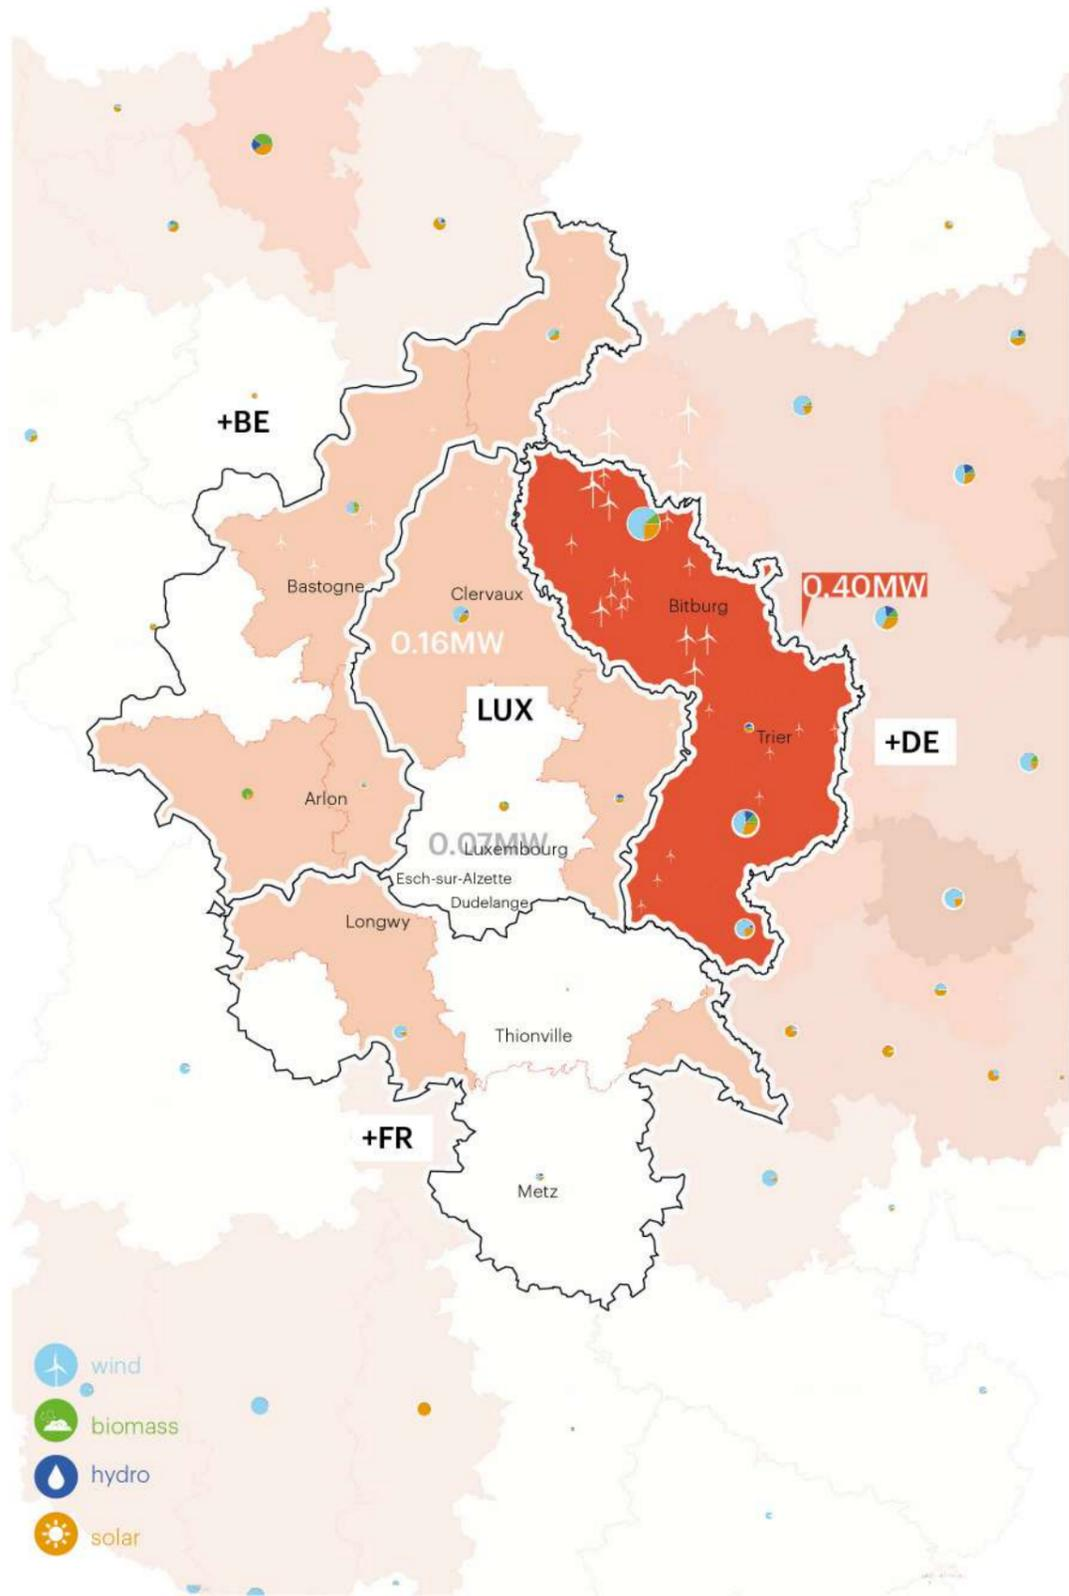 +BE
Bastogne
Clervaux
0.16MW
Bitburg
0.40MW
LUX
Trier
+DE
Arlon
0.07MW
Luxembourg
Esch-sur-Alzette
Dudelange
Longwy
Thionville
+FR
Metz
wind
biomass
hydro
solar